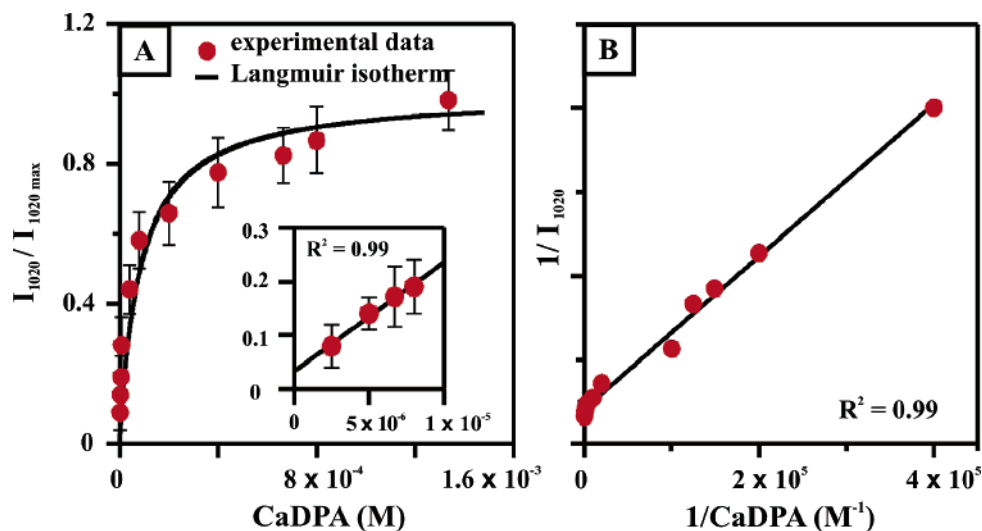 A
experimental data
Langmuir isotherm
1.2
0.8
0.4
0
I1020 / I1020 max
0
8 x 10-4
1.6 x 10-3
CaDPA (M)
R2 = 0.99
0.3
0.2
0.1
0
0
5 x 10-6
1 x 10-5
B
1/ I1020
R2 = 0.99
0
2 x 105
4 x 105
1/CaDPA (M-1)